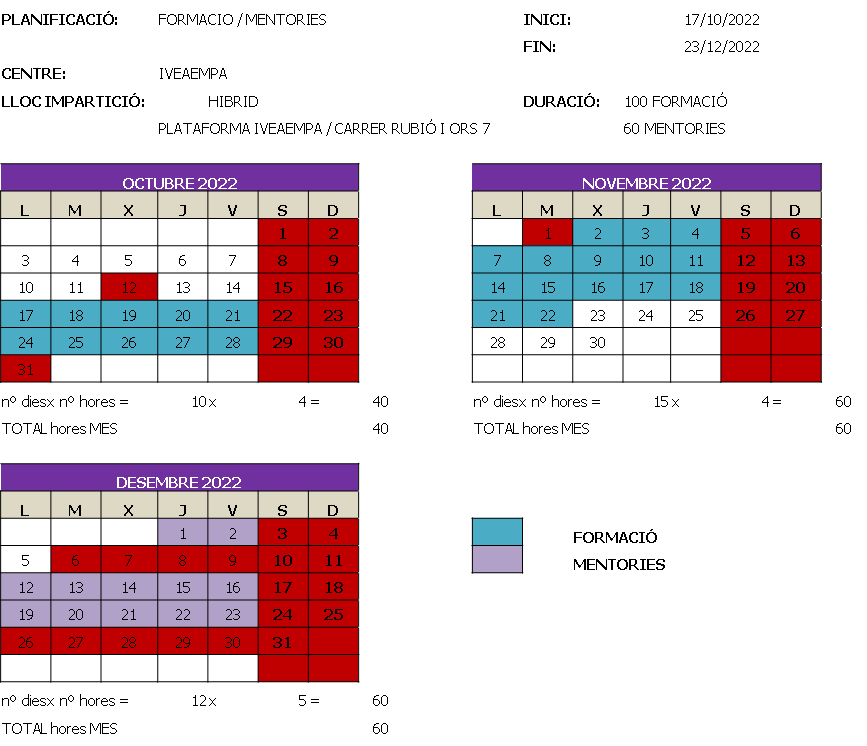 PLANIFICACIÓ: FORMACIO / MENTORIES INICI: 17/10/2022
FIN: 23/12/2022
CENTRE: IVEAEMPA
LLOC IMPARTICIÓ: HIBRID DURACIÓ: 100 FORMACIÓ
PLATAFORMA IVEAEMPA / CARRER RUBIÓ I ORS 7 60 MENTORIES
OCTUBRE 2022
L M X J V S D
1 2
3 4 5 6 7 8 9
10 11 12 13 14 15 16
17 18 19 20 21 22 23
24 25 26 27 28 29 30
31
nº diesx nº hores = 10 x 4 = 40
TOTAL hores MES 40
NOVEMBRE 2022
L M X J V S D
1 2 3 4 5 6
7 8 9 10 11 12 13
14 15 16 17 18 19 20
21 22 23 24 25 26 27
28 29 30
nº diesx nº hores = 15 x 4 = 60
TOTAL hores MES 60
DESEMBRE 2022
L M X J V S D
1 2 3 4
5 6 7 8 9 10 11
12 13 14 15 16 17 18
19 20 21 22 23 24 25
26 27 28 29 30 31
nº diesx nº hores = 12 x 5 = 60
TOTAL hores MES 60
FORMACIÓ
MENTORIES